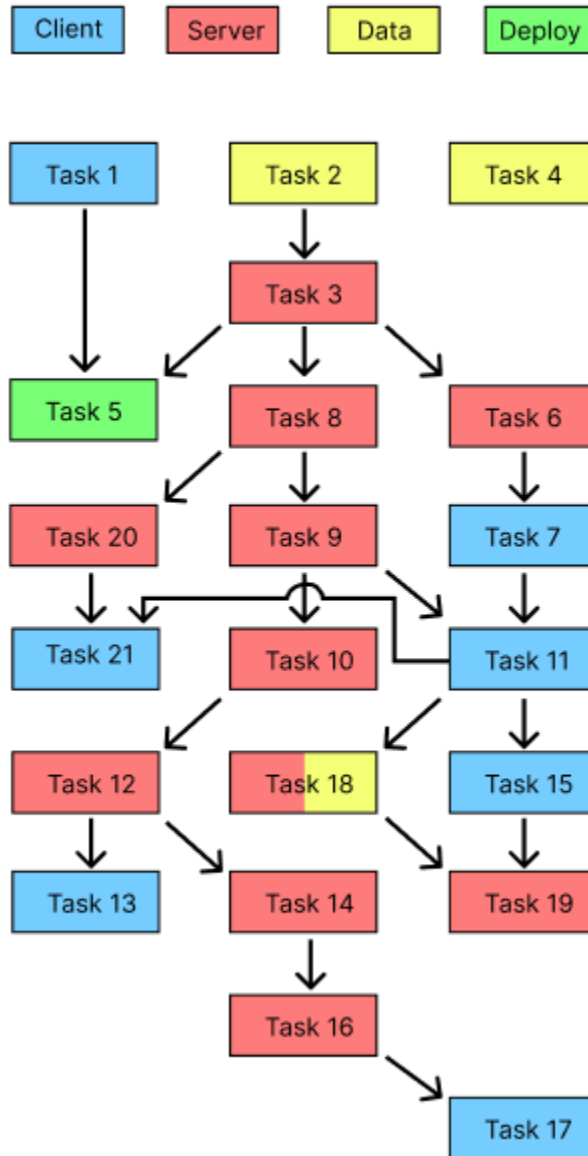 Client Server Data Deploy
Task 1 Task 2 Task 4
Task 3
Task 5 Task 8 Task 6
Task 20 Task 9 Task 7
Task 21 Task 10 Task 11
Task 12 Task 18 Task 15
Task 13 Task 14 Task 19
Task 16
Task 17